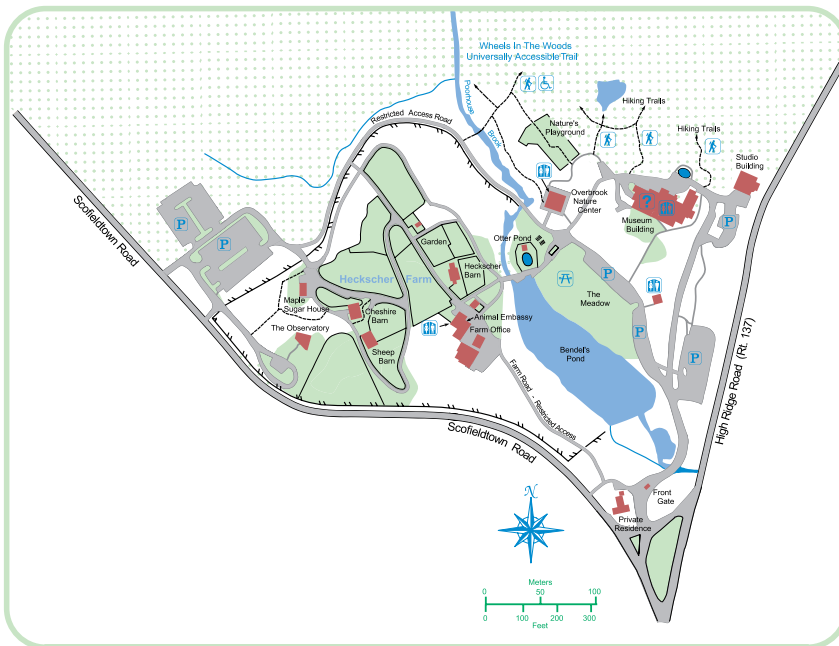 Wheels In The Woods
Universally Accessible Trail
Poorhouse
Brook
Restricted Access Road
Hiking Trails
Nature's
Playground
Hiking Trails
Studio
Building
Scofieldtown Road
P
P
Overbrook
Nature
Center
?
Museum
Building
P
Garden
Otter Pond
Heckscher
Barn
Heckscher Farm
P
The
Meadow
Maple
Sugar House
Cheshire
Barn
Animal Embassy
Farm Office
The Observatory
P
Sheep
Barn
Bendel's
Pond
P
Farm Road - Restricted Access
High Ridge Road (Rt. 137)
Scofieldtown Road
Front
Gate
N
Private
Residence
Meters
0 50 100
0 100 200 300
Feet